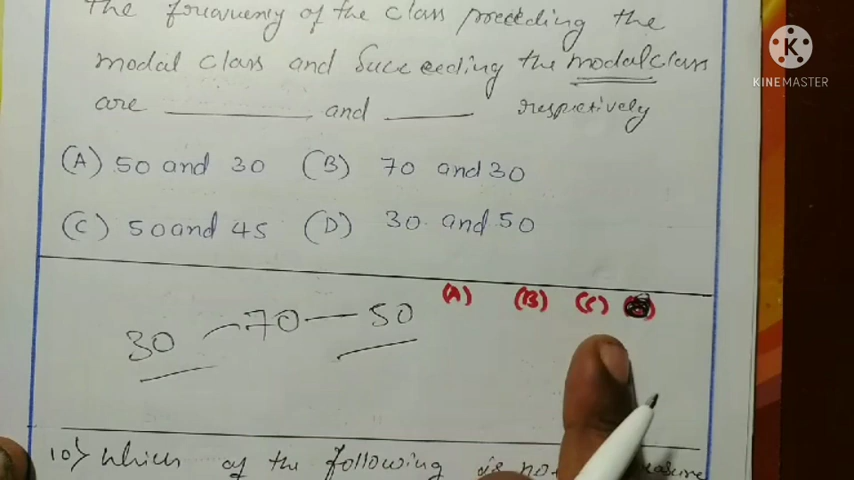 The frequency of the class preceding the
modal class and Succeeding the modal class
are ________ and ______ respectively
(A) 50 and 30 (B) 70 and 30
(C) 50 and 45 (D) 30 and 50
30 — 70 — 50
(A) (B) (C)
10) which of the following is not
K
KINEMASTER